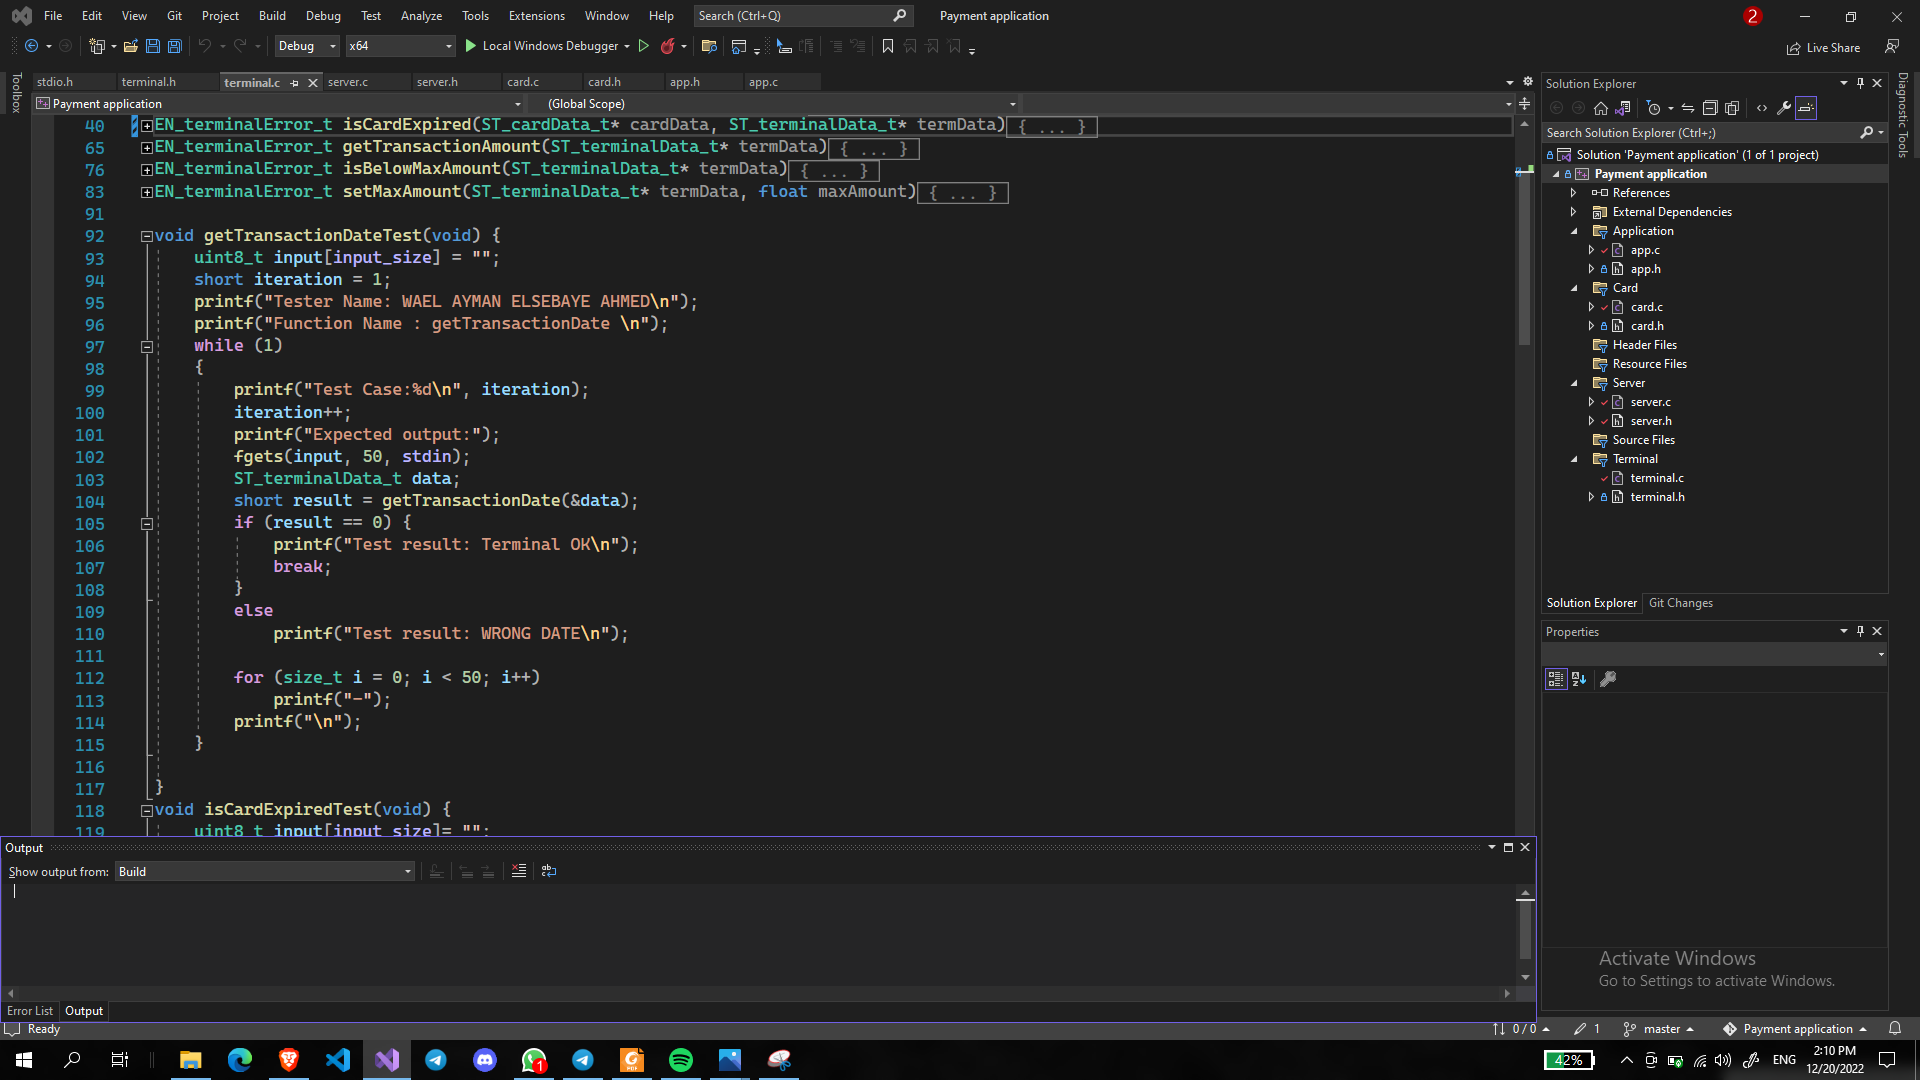 File Edit View Git Project Build Debug Test Analyze Tools Extensions Window Help Search (Ctrl+Q) Payment application 2
Debug x64 Local Windows Debugger Live Share
Toolbox
stdio.h terminal.h terminal.c server.c server.h card.c card.h app.h app.c
Payment application (Global Scope)
40 EN_terminalError_t isCardExpired(ST_cardData_t* cardData, ST_terminalData_t* termData) { ... }
65 EN_terminalError_t getTransactionAmount(ST_terminalData_t* termData) { ... }
76 EN_terminalError_t isBelowMaxAmount(ST_terminalData_t* termData) { ... }
83 EN_terminalError_t setMaxAmount(ST_terminalData_t* termData, float maxAmount) { ... }
91
92 void getTransactionDateTest(void) {
93 uint8_t input[input_size] = "";
94 short iteration = 1;
95 printf("Tester Name: WAEL AYMAN ELSEBAYE AHMED\n");
96 printf("Function Name : getTransactionDate \n");
97 while (1)
98 {
99 printf("Test Case:%d\n", iteration);
100 iteration++;
101 printf("Expected output:");
102 fgets(input, 50, stdin);
103 ST_terminalData_t data;
104 short result = getTransactionDate(&data);
105 if (result == 0) {
106 printf("Test result: Terminal OK\n");
107 break;
108 }
109 else
110 printf("Test result: WRONG DATE\n");
111
112 for (size_t i = 0; i < 50; i++)
113 printf("-");
114 printf("\n");
115 }
116
117 }
118 void isCardExpiredTest(void) {
119 uint8_t input[input_size]= "";
Output
Show output from: Build
Error List Output
Solution Explorer
Search Solution Explorer (Ctrl+;)
Solution 'Payment application' (1 of 1 project)
Payment application
References
External Dependencies
Application
app.c
app.h
Card
card.c
card.h
Header Files
Resource Files
Server
server.c
server.h
Source Files
Terminal
terminal.c
terminal.h
Solution Explorer Git Changes
Properties
Diagnostic Tools
Activate Windows
Go to Settings to activate Windows.
Ready 0 / 0 1 master Payment application
1 42% ENG 2:10 PM
12/20/2022